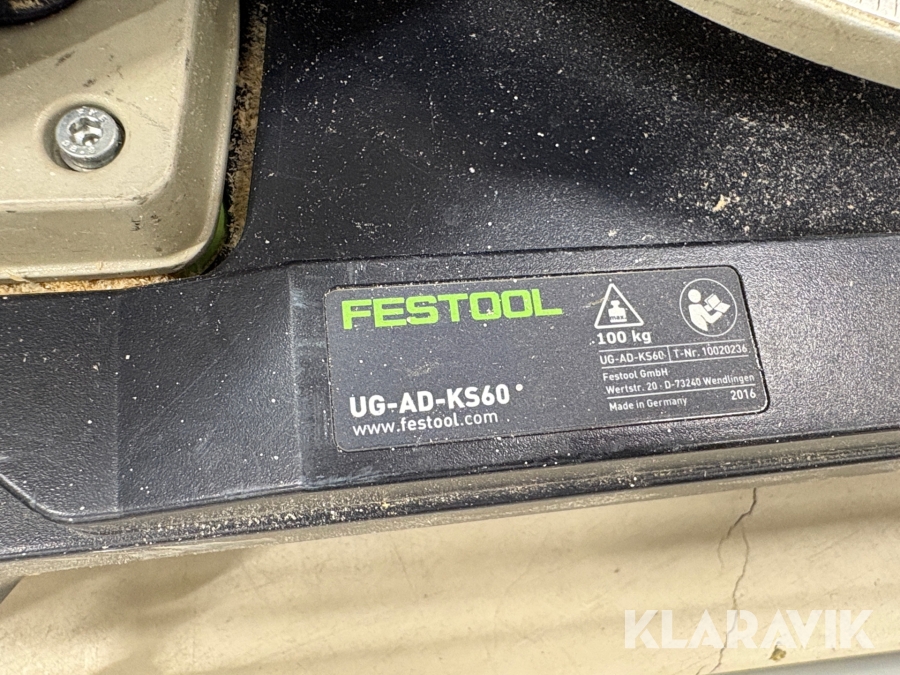 FESTOOL
max.
100 kg
UG-AD-KS60
T-Nr. 10020236
Festool GmbH
Wertstr. 20 · D-73240 Wendlingen
Made in Germany
2016
UG-AD-KS60
www.festool.com
KLARAVIK